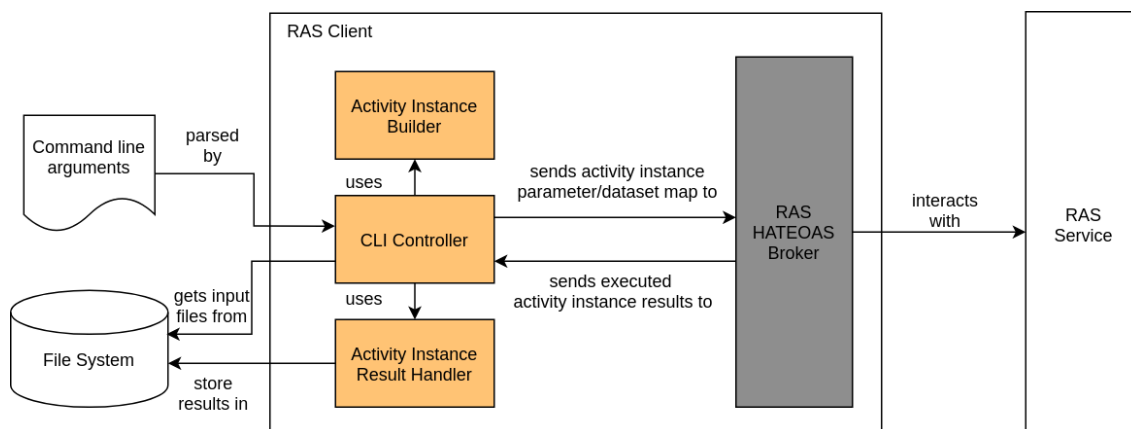 RAS Client
Activity Instance
Builder
Command line
arguments
parsed
by
uses
sends activity instance
parameter/dataset map to
CLI Controller
RAS
HATEOAS
Broker
interacts
with
RAS
Service
gets input
files from
uses
sends executed
activity instance results to
File System
Activity Instance
Result Handler
store
results in